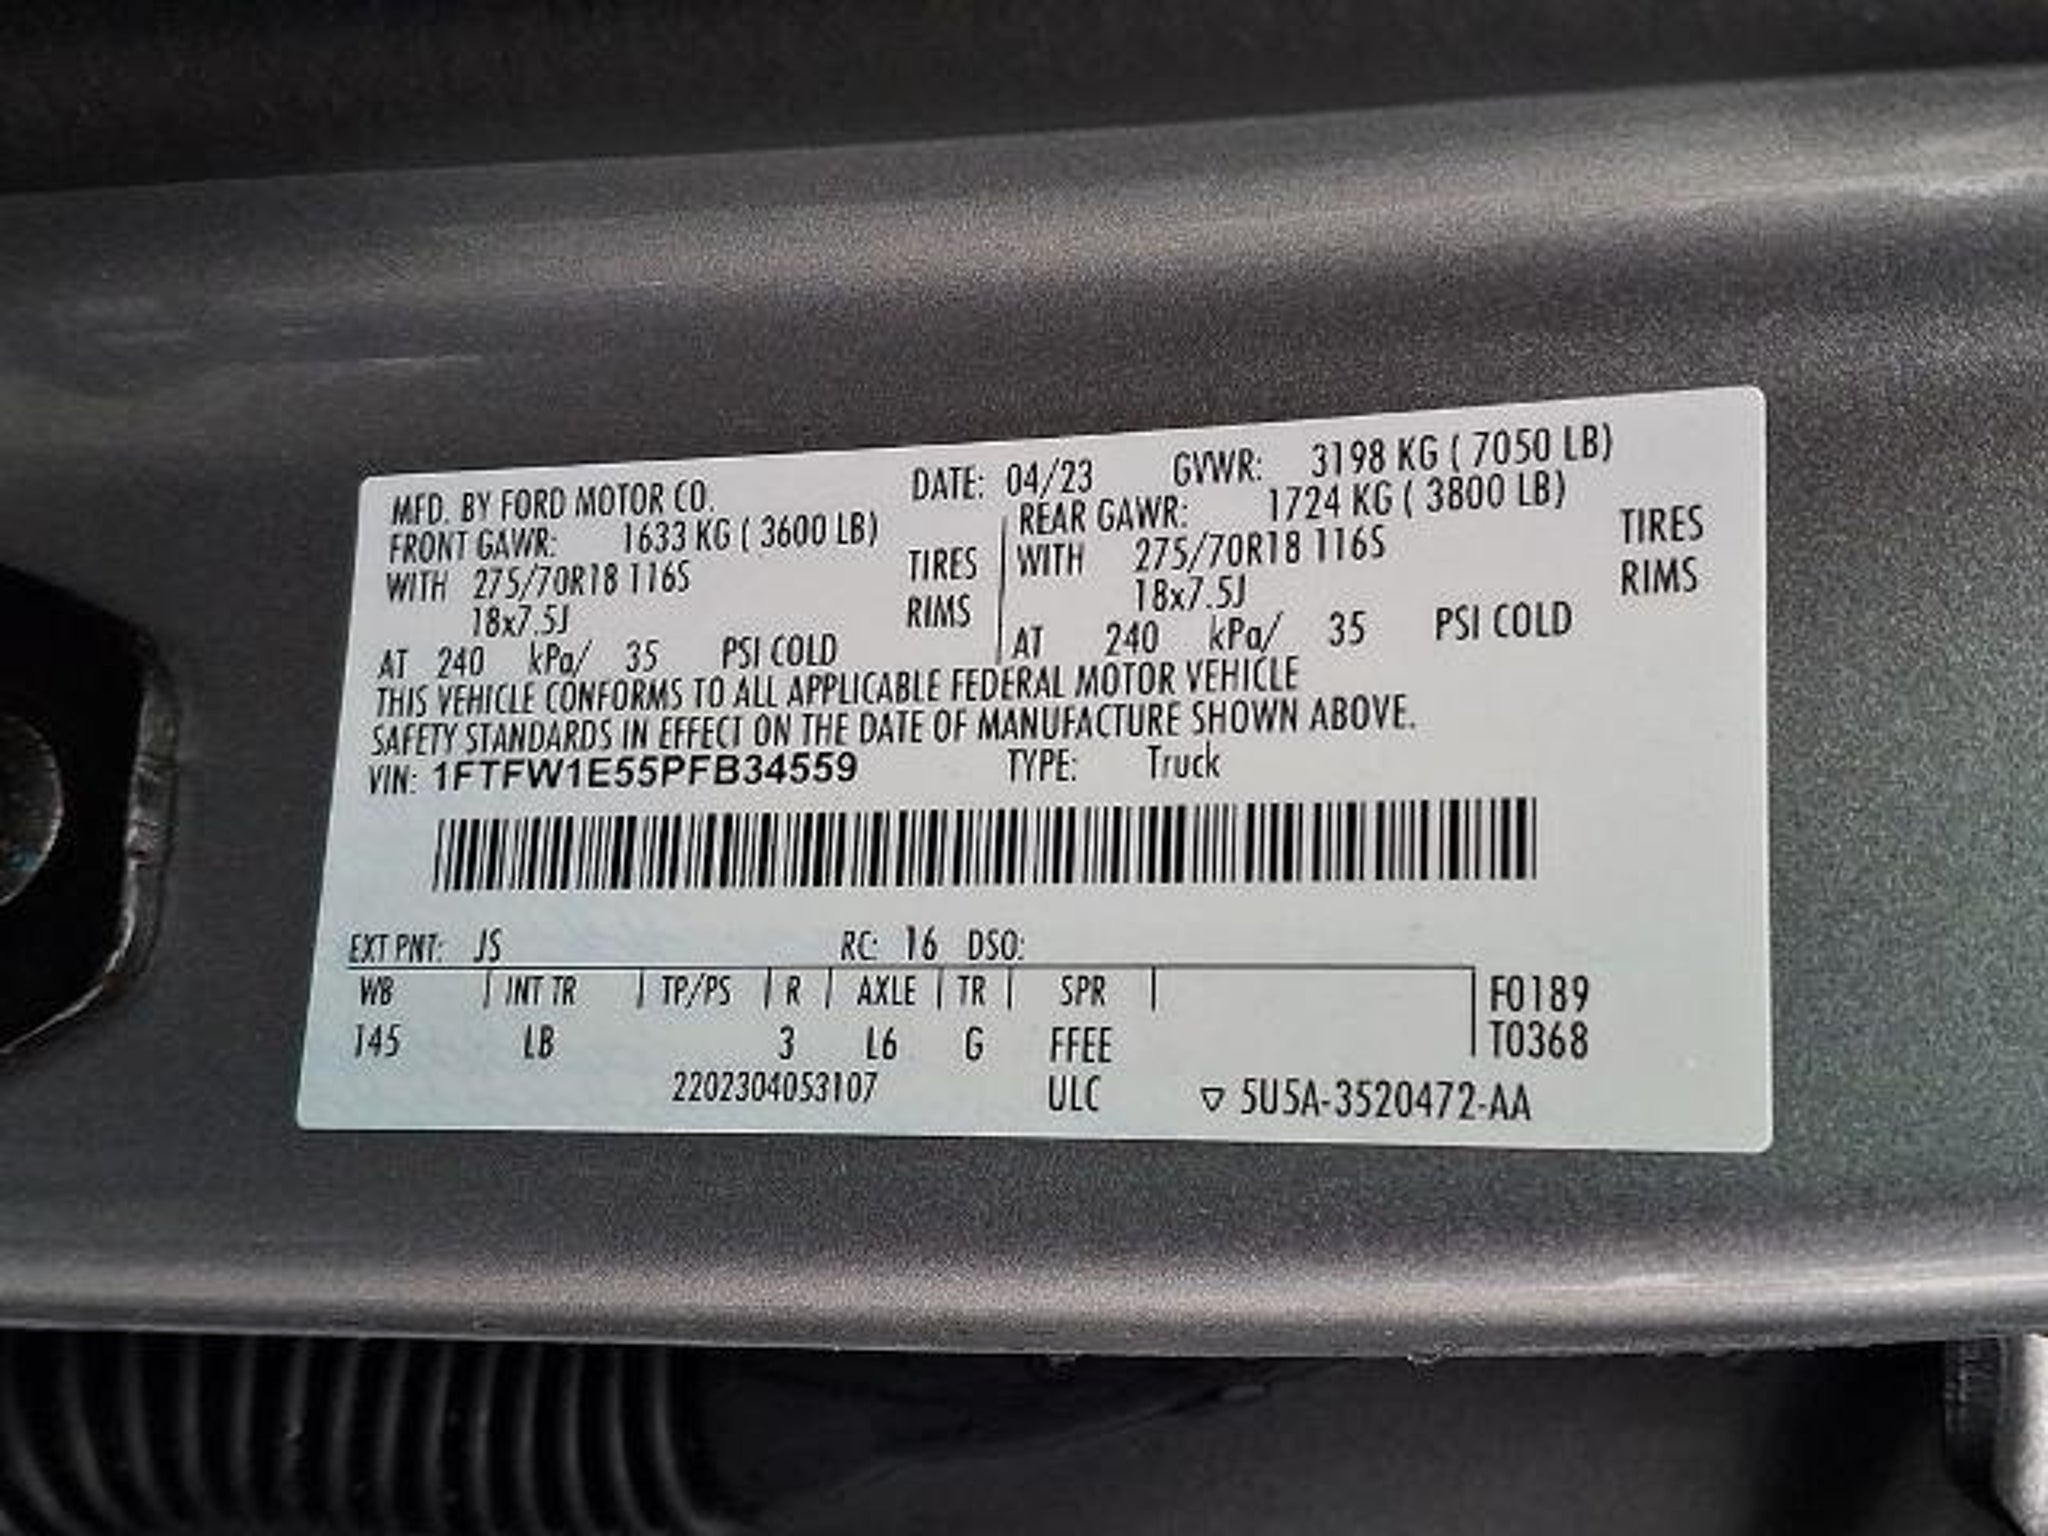 MFD. BY FORD MOTOR CO. DATE: 04/23 GVWR: 3198 KG ( 7050 LB)
FRONT GAWR: 1633 KG ( 3600 LB) REAR GAWR: 1724 KG ( 3800 LB)
WITH 275/70R18 116S TIRES WITH 275/70R18 116S TIRES
18x7.5J RIMS 18x7.5J RIMS
AT 240 kPa/ 35 PSI COLD AT 240 kPa/ 35 PSI COLD
THIS VEHICLE CONFORMS TO ALL APPLICABLE FEDERAL MOTOR VEHICLE
SAFETY STANDARDS IN EFFECT ON THE DATE OF MANUFACTURE SHOWN ABOVE.
VIN: 1FTFW1E55PFB34559 TYPE: Truck
EXT PNT: JS RC: 16 DSO:
WB INT TR TP/PS R AXLE TR SPR F0189
145 LB 3 L6 G FFEE T0368
2202304053107 ULC ▽ 5U5A-3520472-AA